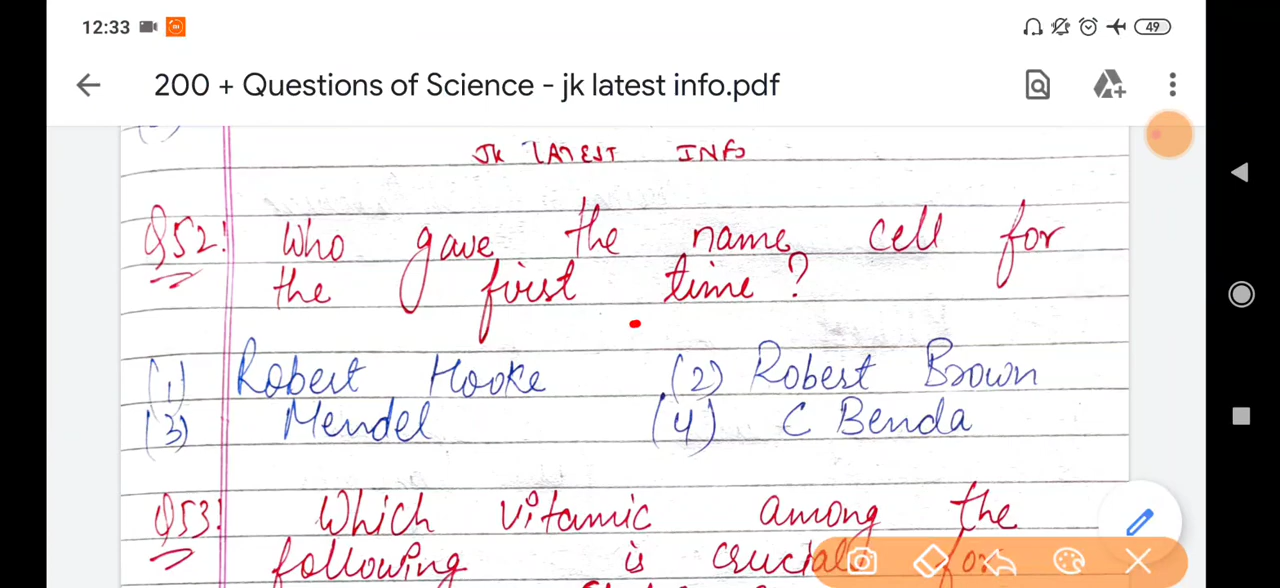 12:33
49
200 + Questions of Science - jk latest info.pdf
JK LATEST INFO
Q52! Who gave the name cell for
the first time?
(1) Robert Hooke (2) Robert Brown
(3) Mendel (4) C Benda
Q53! Which vitamic among the
following is crucial for